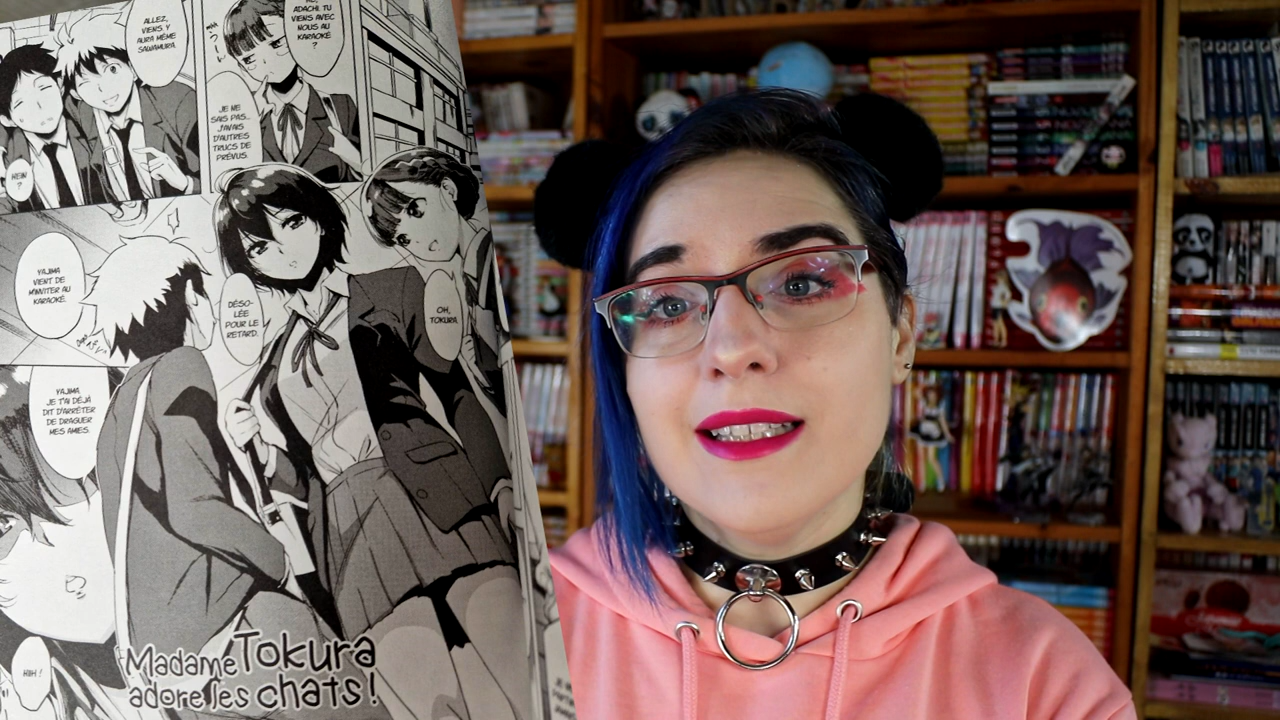 ALLEZ,
VIENS. Y
AURA MÊME
SAWAMURA.
ADACHI. TU
VIENS AVEC
NOUS AU
KARAOKÉ
?
JE NE
SAIS PAS...
J'AVAIS
D'AUTRES
TRUCS DE
PRÉVUS.
HEIN
?
YAJIMA
VIENT DE
M'INVITER AU
KARAOKÉ.
DÉSO-
LÉE
POUR LE
RETARD.
OH,
TOKURA.
YAJIMA,
JE T'AI DÉJÀ
DIT D'ARRÊTER
DE DRAGUER
MES AMIES.
HIII !
Madame Tokura
adore les chats !